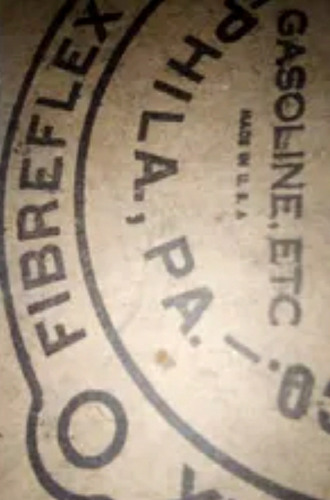 FIBREFLEX
PHILA., PA.
GASOLINE, ETC
MADE IN U.S.A